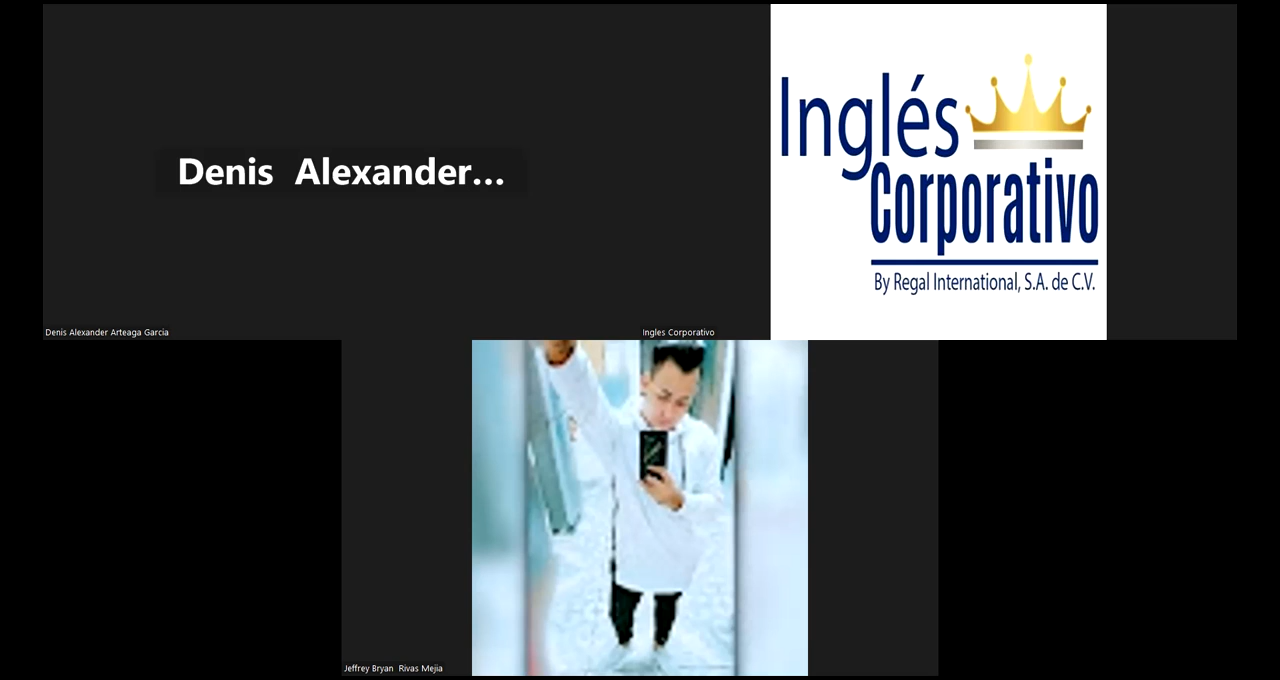 Denis Alexander...
Denis Alexander Arteaga Garcia
Inglés
Corporativo
By Regal International, S.A. de C.V.
Ingles Corporativo
Jeffrey Bryan Rivas Mejia